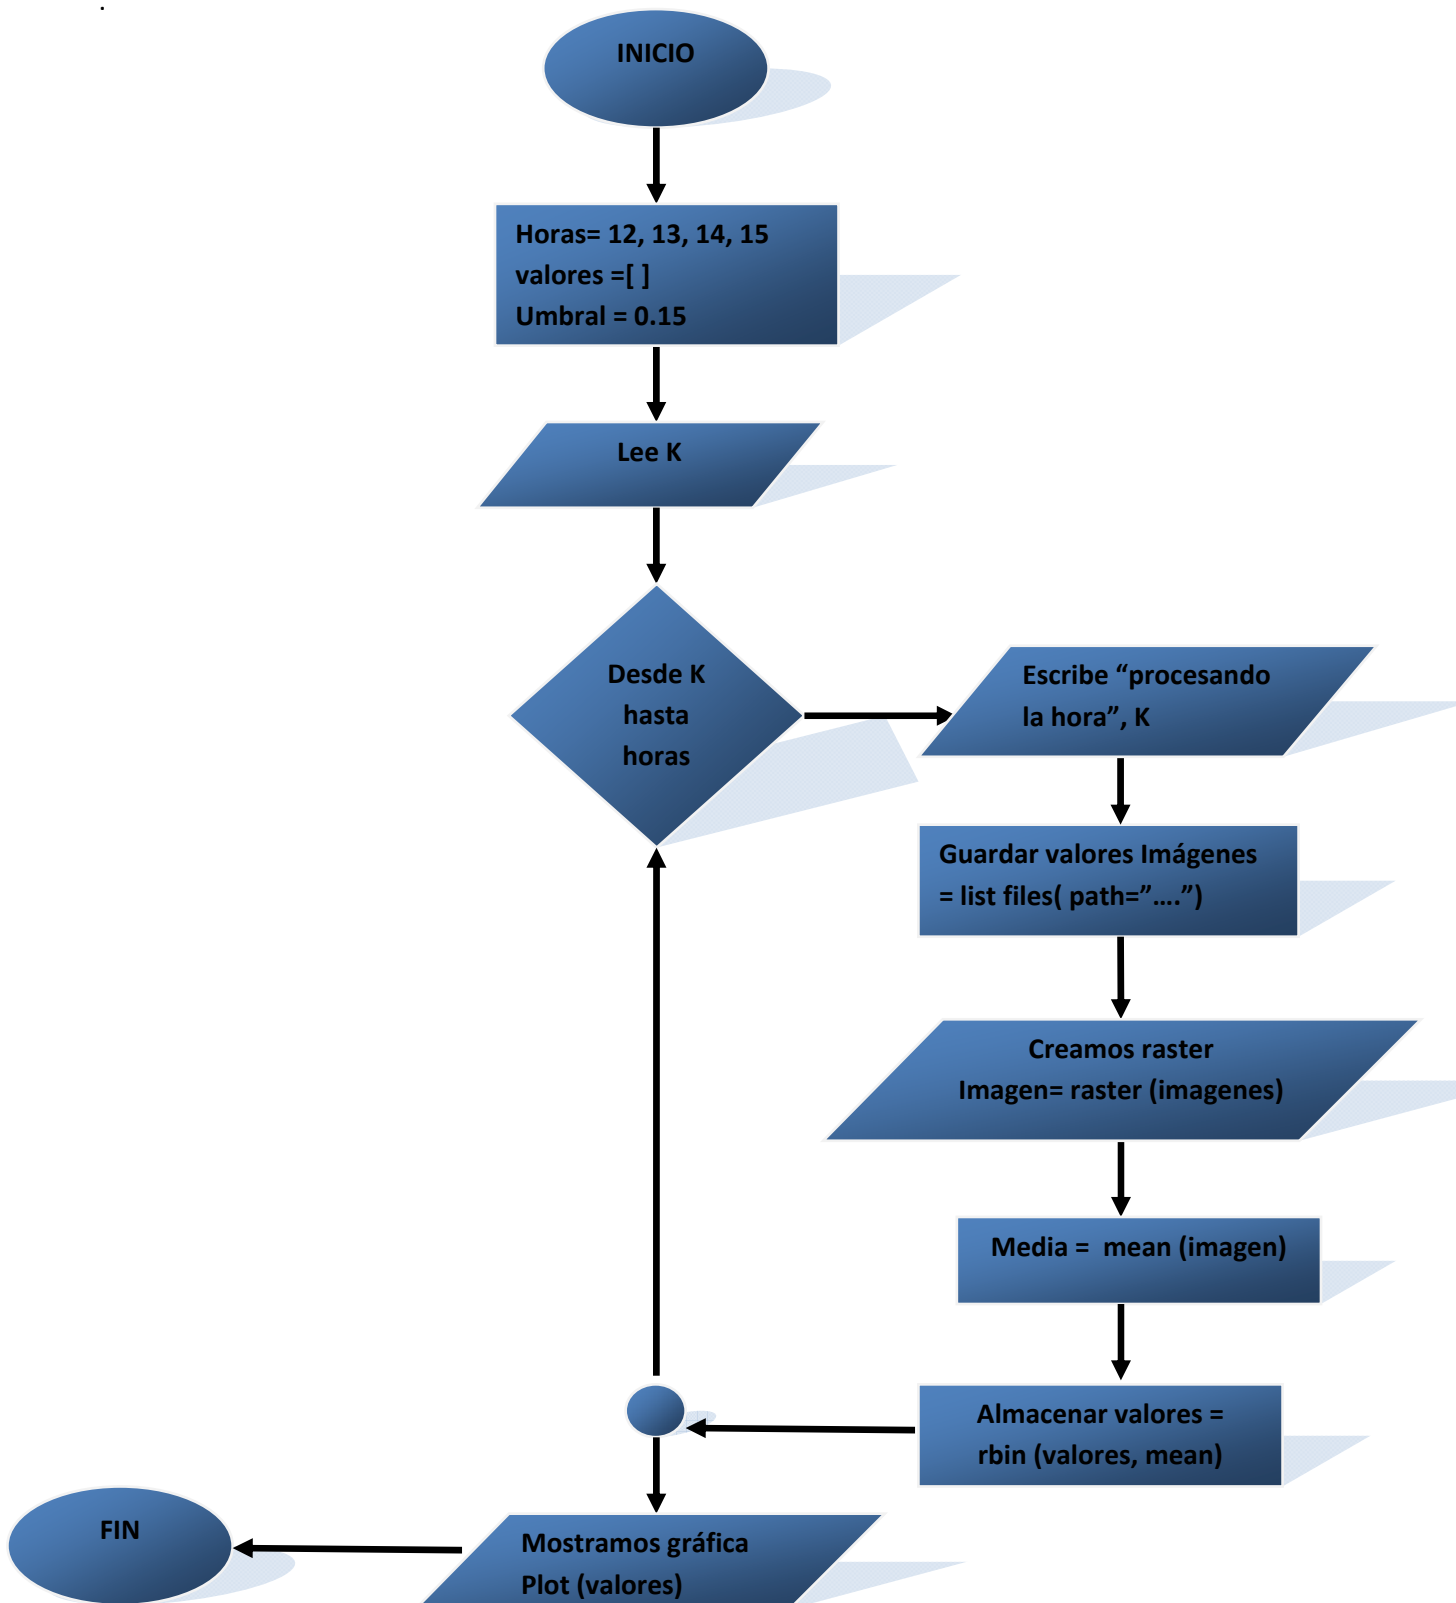 INICIO
Horas= 12, 13, 14, 15
valores =[ ]
Umbral = 0.15
Lee K
Desde K
hasta
horas
Escribe “procesando
la hora”, K
Guardar valores Imágenes
= list files( path=”....”)
Creamos raster
Imagen= raster (imagenes)
Media = mean (imagen)
Almacenar valores =
rbin (valores, mean)
Mostramos gráfica
Plot (valores)
FIN